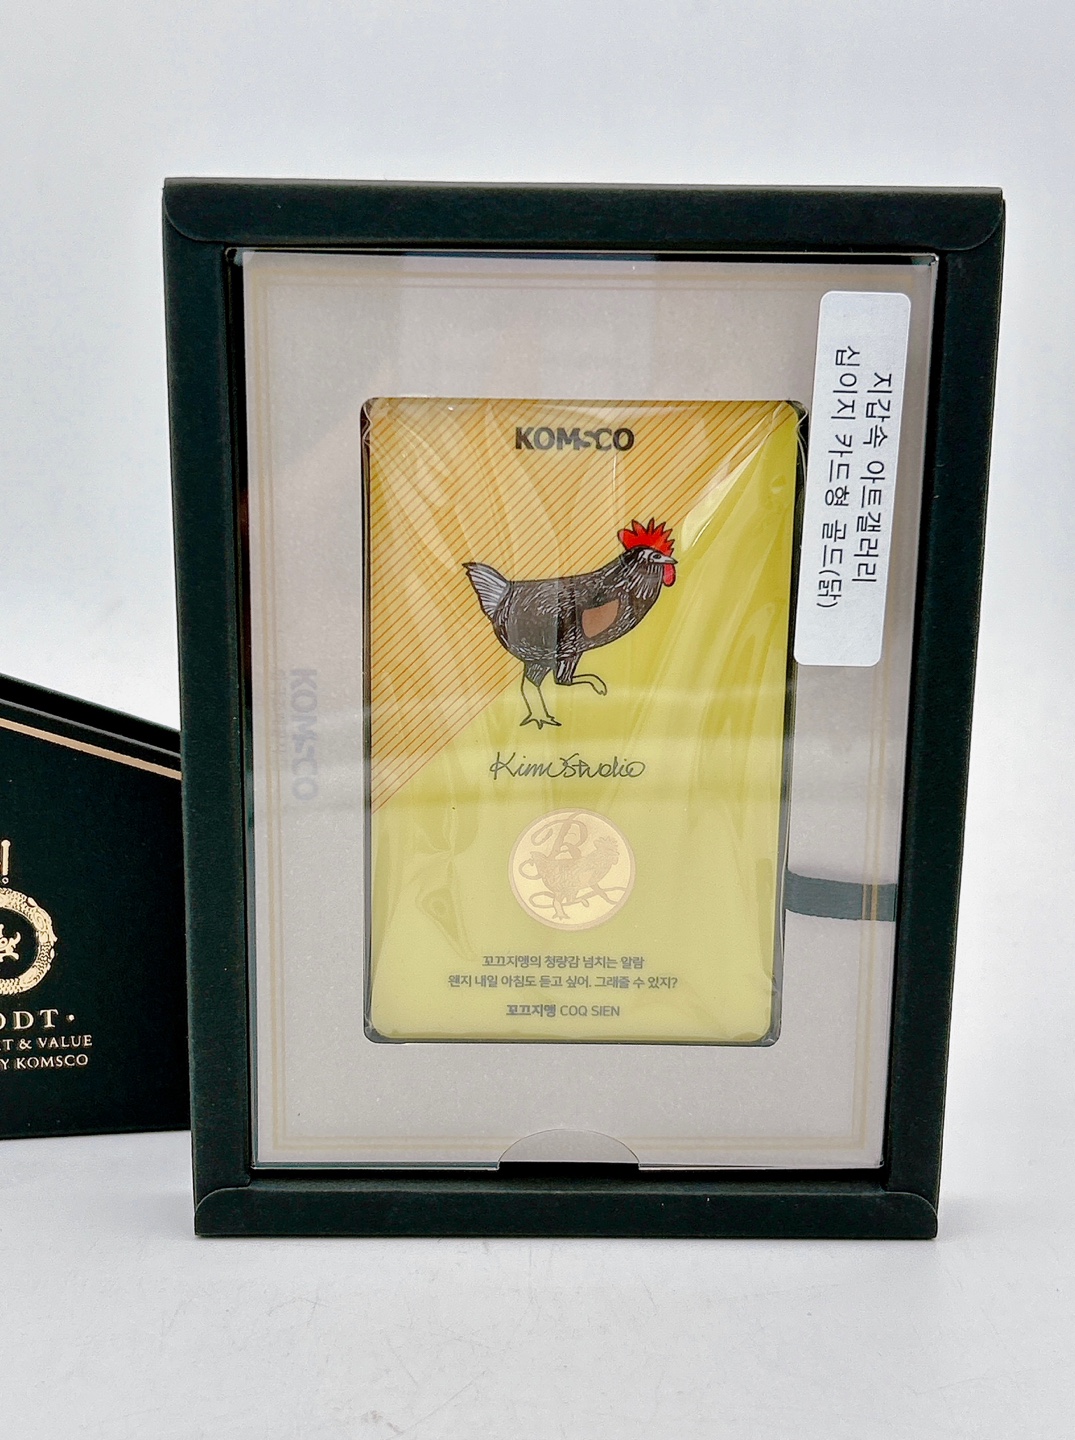 KOMSCO
KimuStudio
꼬끄지앵의 청량감 넘치는 알람
왠지 내일 아침도 듣고 싶어. 그래줄 수 있지?
꼬끄지앵 COQ SIEN
지갑속 아트갤러리
십이지 카드형 골드(닭)
KOMSCO
ODT·
T & VALUE
Y KOMSCO